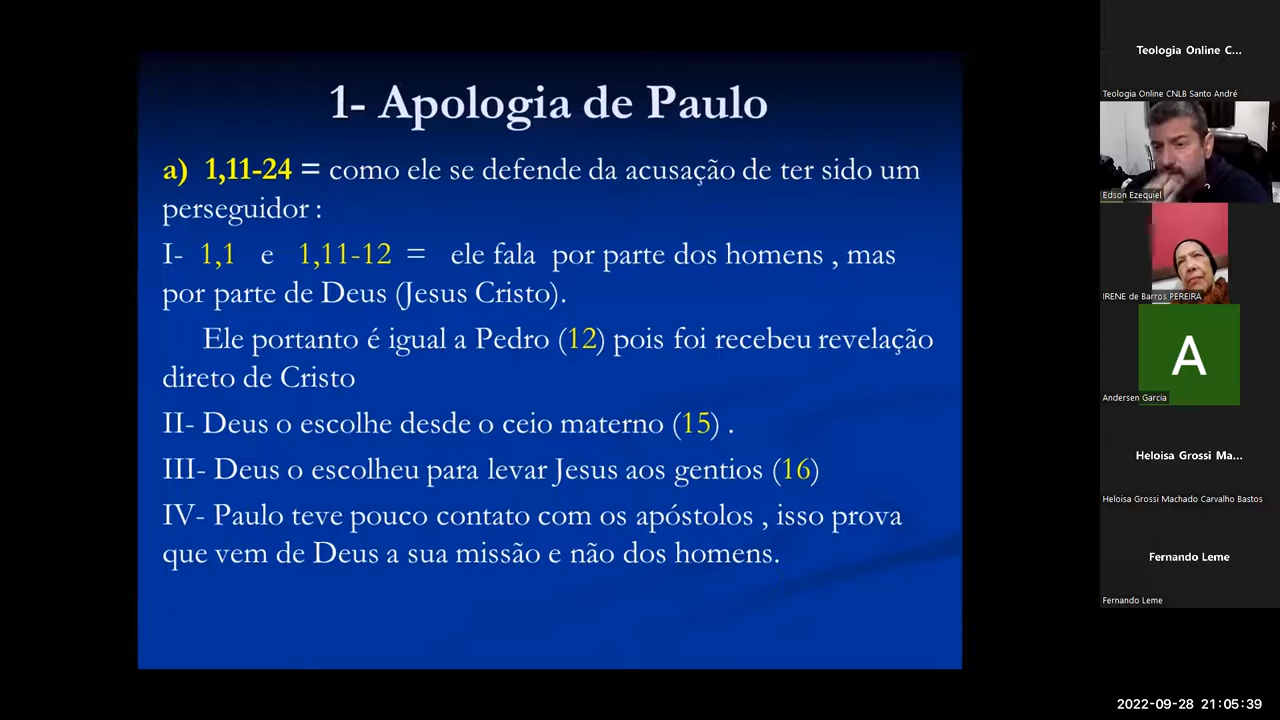 1- Apologia de Paulo
a) 1,11-24 = como ele se defende da acusação de ter sido um
perseguidor :
I- 1,1 e 1,11-12 = ele fala por parte dos homens , mas
por parte de Deus (Jesus Cristo).
Ele portanto é igual a Pedro (12) pois foi recebeu revelação
direto de Cristo
II- Deus o escolhe desde o ceio materno (15) .
III- Deus o escolheu para levar Jesus aos gentios (16)
IV- Paulo teve pouco contato com os apóstolos , isso prova
que vem de Deus a sua missão e não dos homens.
Teologia Online C...
Teologia Online CNLB Santo André
Edson Ezequiel
IRENE de Barros PEREIRA
A
Andersen Garcia
Heloisa Grossi Ma...
Heloisa Grossi Machado Carvalho Bastos
Fernando Leme
Fernando Leme
2022-09-28 21:05:39